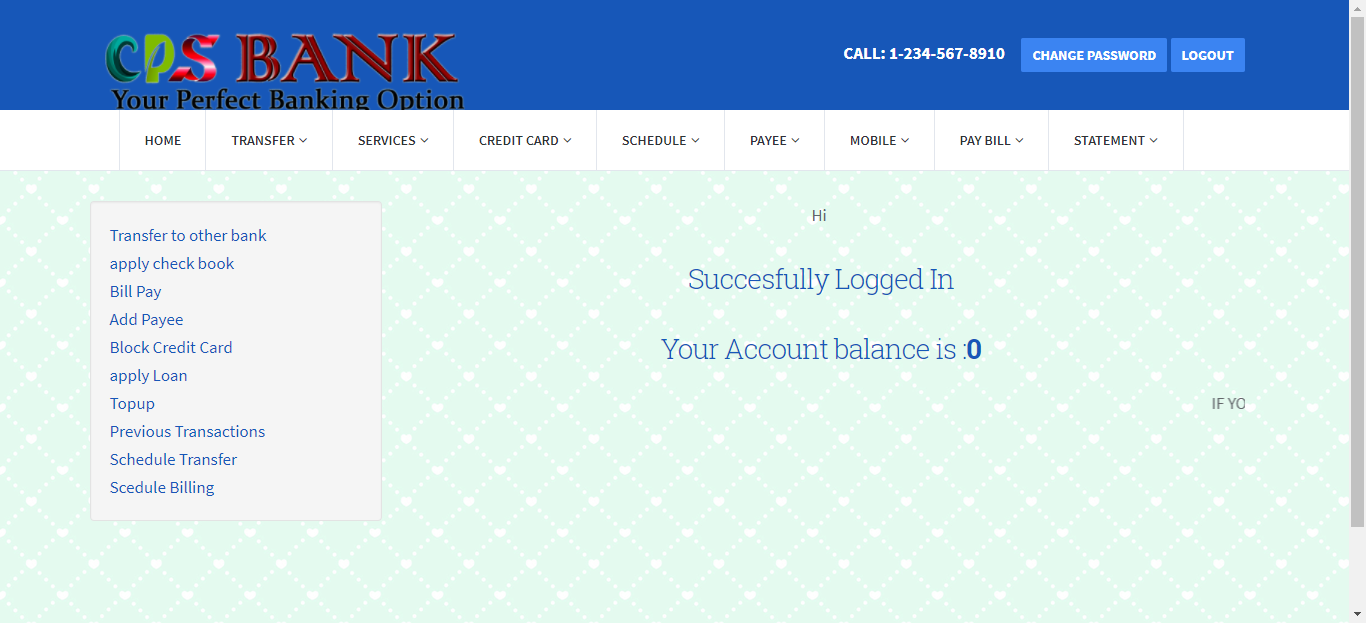 CPS BANK
Your Perfect Banking Option
CALL: 1-234-567-8910
CHANGE PASSWORD
LOGOUT
HOME
TRANSFER
SERVICES
CREDIT CARD
SCHEDULE
PAYEE
MOBILE
PAY BILL
STATEMENT
Transfer to other bank
apply check book
Bill Pay
Add Payee
Block Credit Card
apply Loan
Topup
Previous Transactions
Schedule Transfer
Scedule Billing
Hi
Succesfully Logged In
Your Account balance is :0
IF YO